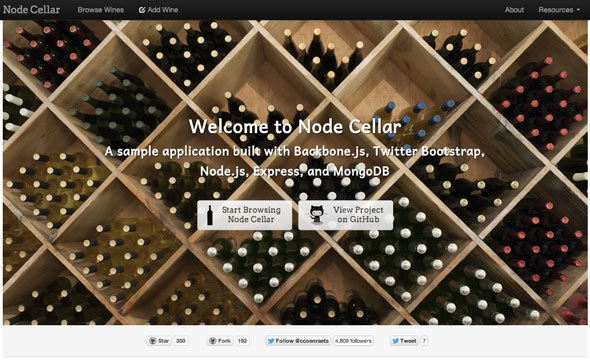 Node Cellar Browse Wines Add Wine About Resources
Welcome to Node Cellar
A sample application built with Backbone.js, Twitter Bootstrap,
Node.js, Express, and MongoDB
Start Browsing
Node Cellar
View Project
on GitHub
Star 350 Fork 192 Follow @ccoenraets 4,809 followers Tweet 7